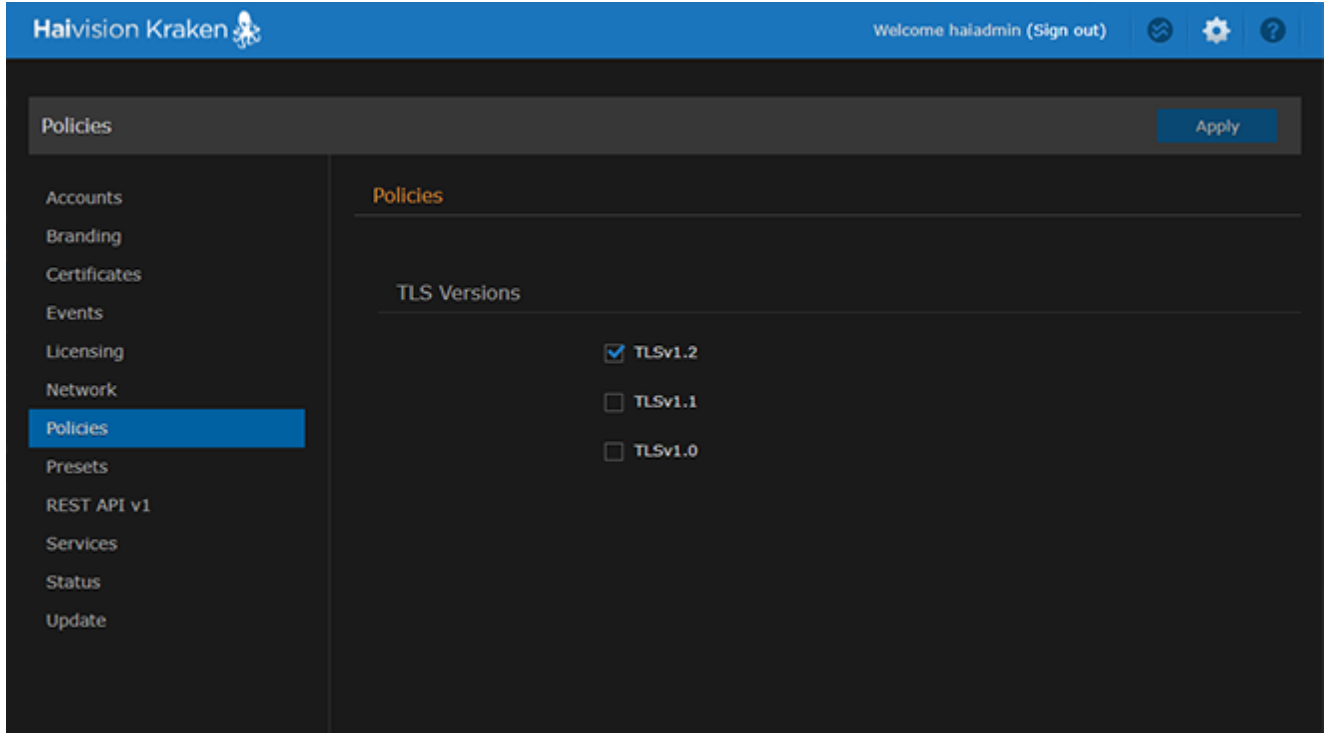 Haivision Kraken
Welcome haiadmin (Sign out)
Policies
Apply
Accounts
Branding
Certificates
Events
Licensing
Network
Policies
Presets
REST API v1
Services
Status
Update
Policies
TLS Versions
TLSv1.2
TLSv1.1
TLSv1.0